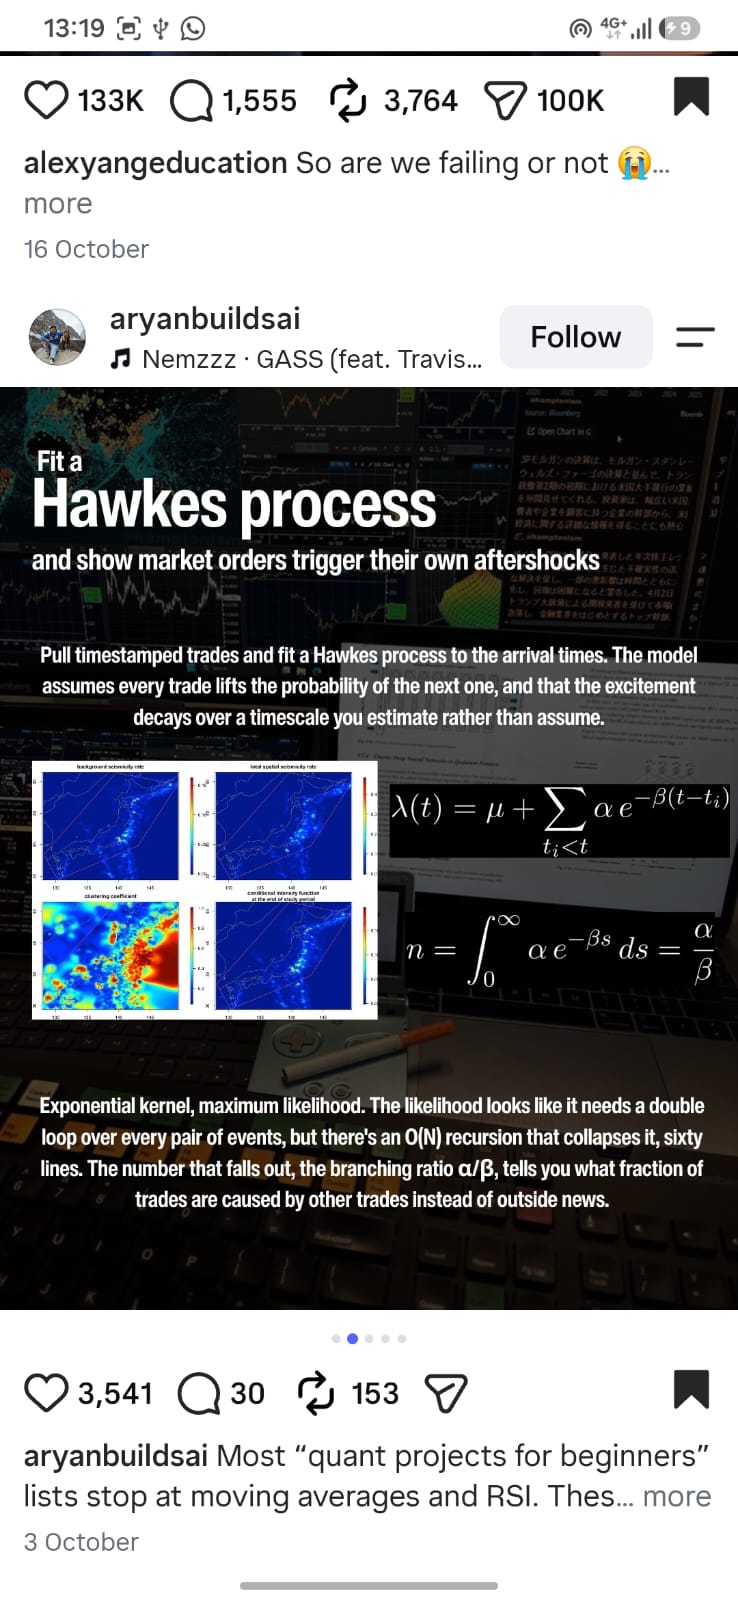 13:19
4G+
9
133K 1,555 3,764 100K
alexyangeducation So are we failing or not 😭...
more
16 October
aryanbuildsai
Nemzzz · GASS (feat. Travis...
Follow
Fit a
Hawkes process
and show market orders trigger their own aftershocks
Pull timestamped trades and fit a Hawkes process to the arrival times. The model
assumes every trade lifts the probability of the next one, and that the excitement
decays over a timescale you estimate rather than assume.
background seismicity rate
total spatial seismicity rate
clustering coefficient
conditional intensity function
at the end of study period
λ(t) = μ + ∑ α e^−β(t−tᵢ)
tᵢ<t
n = ∫₀^∞ α e^−βs ds = α/β
Exponential kernel, maximum likelihood. The likelihood looks like it needs a double
loop over every pair of events, but there's an O(N) recursion that collapses it, sixty
lines. The number that falls out, the branching ratio α/β, tells you what fraction of
trades are caused by other trades instead of outside news.
3,541 30 153
aryanbuildsai Most “quant projects for beginners”
lists stop at moving averages and RSI. Thes... more
3 October